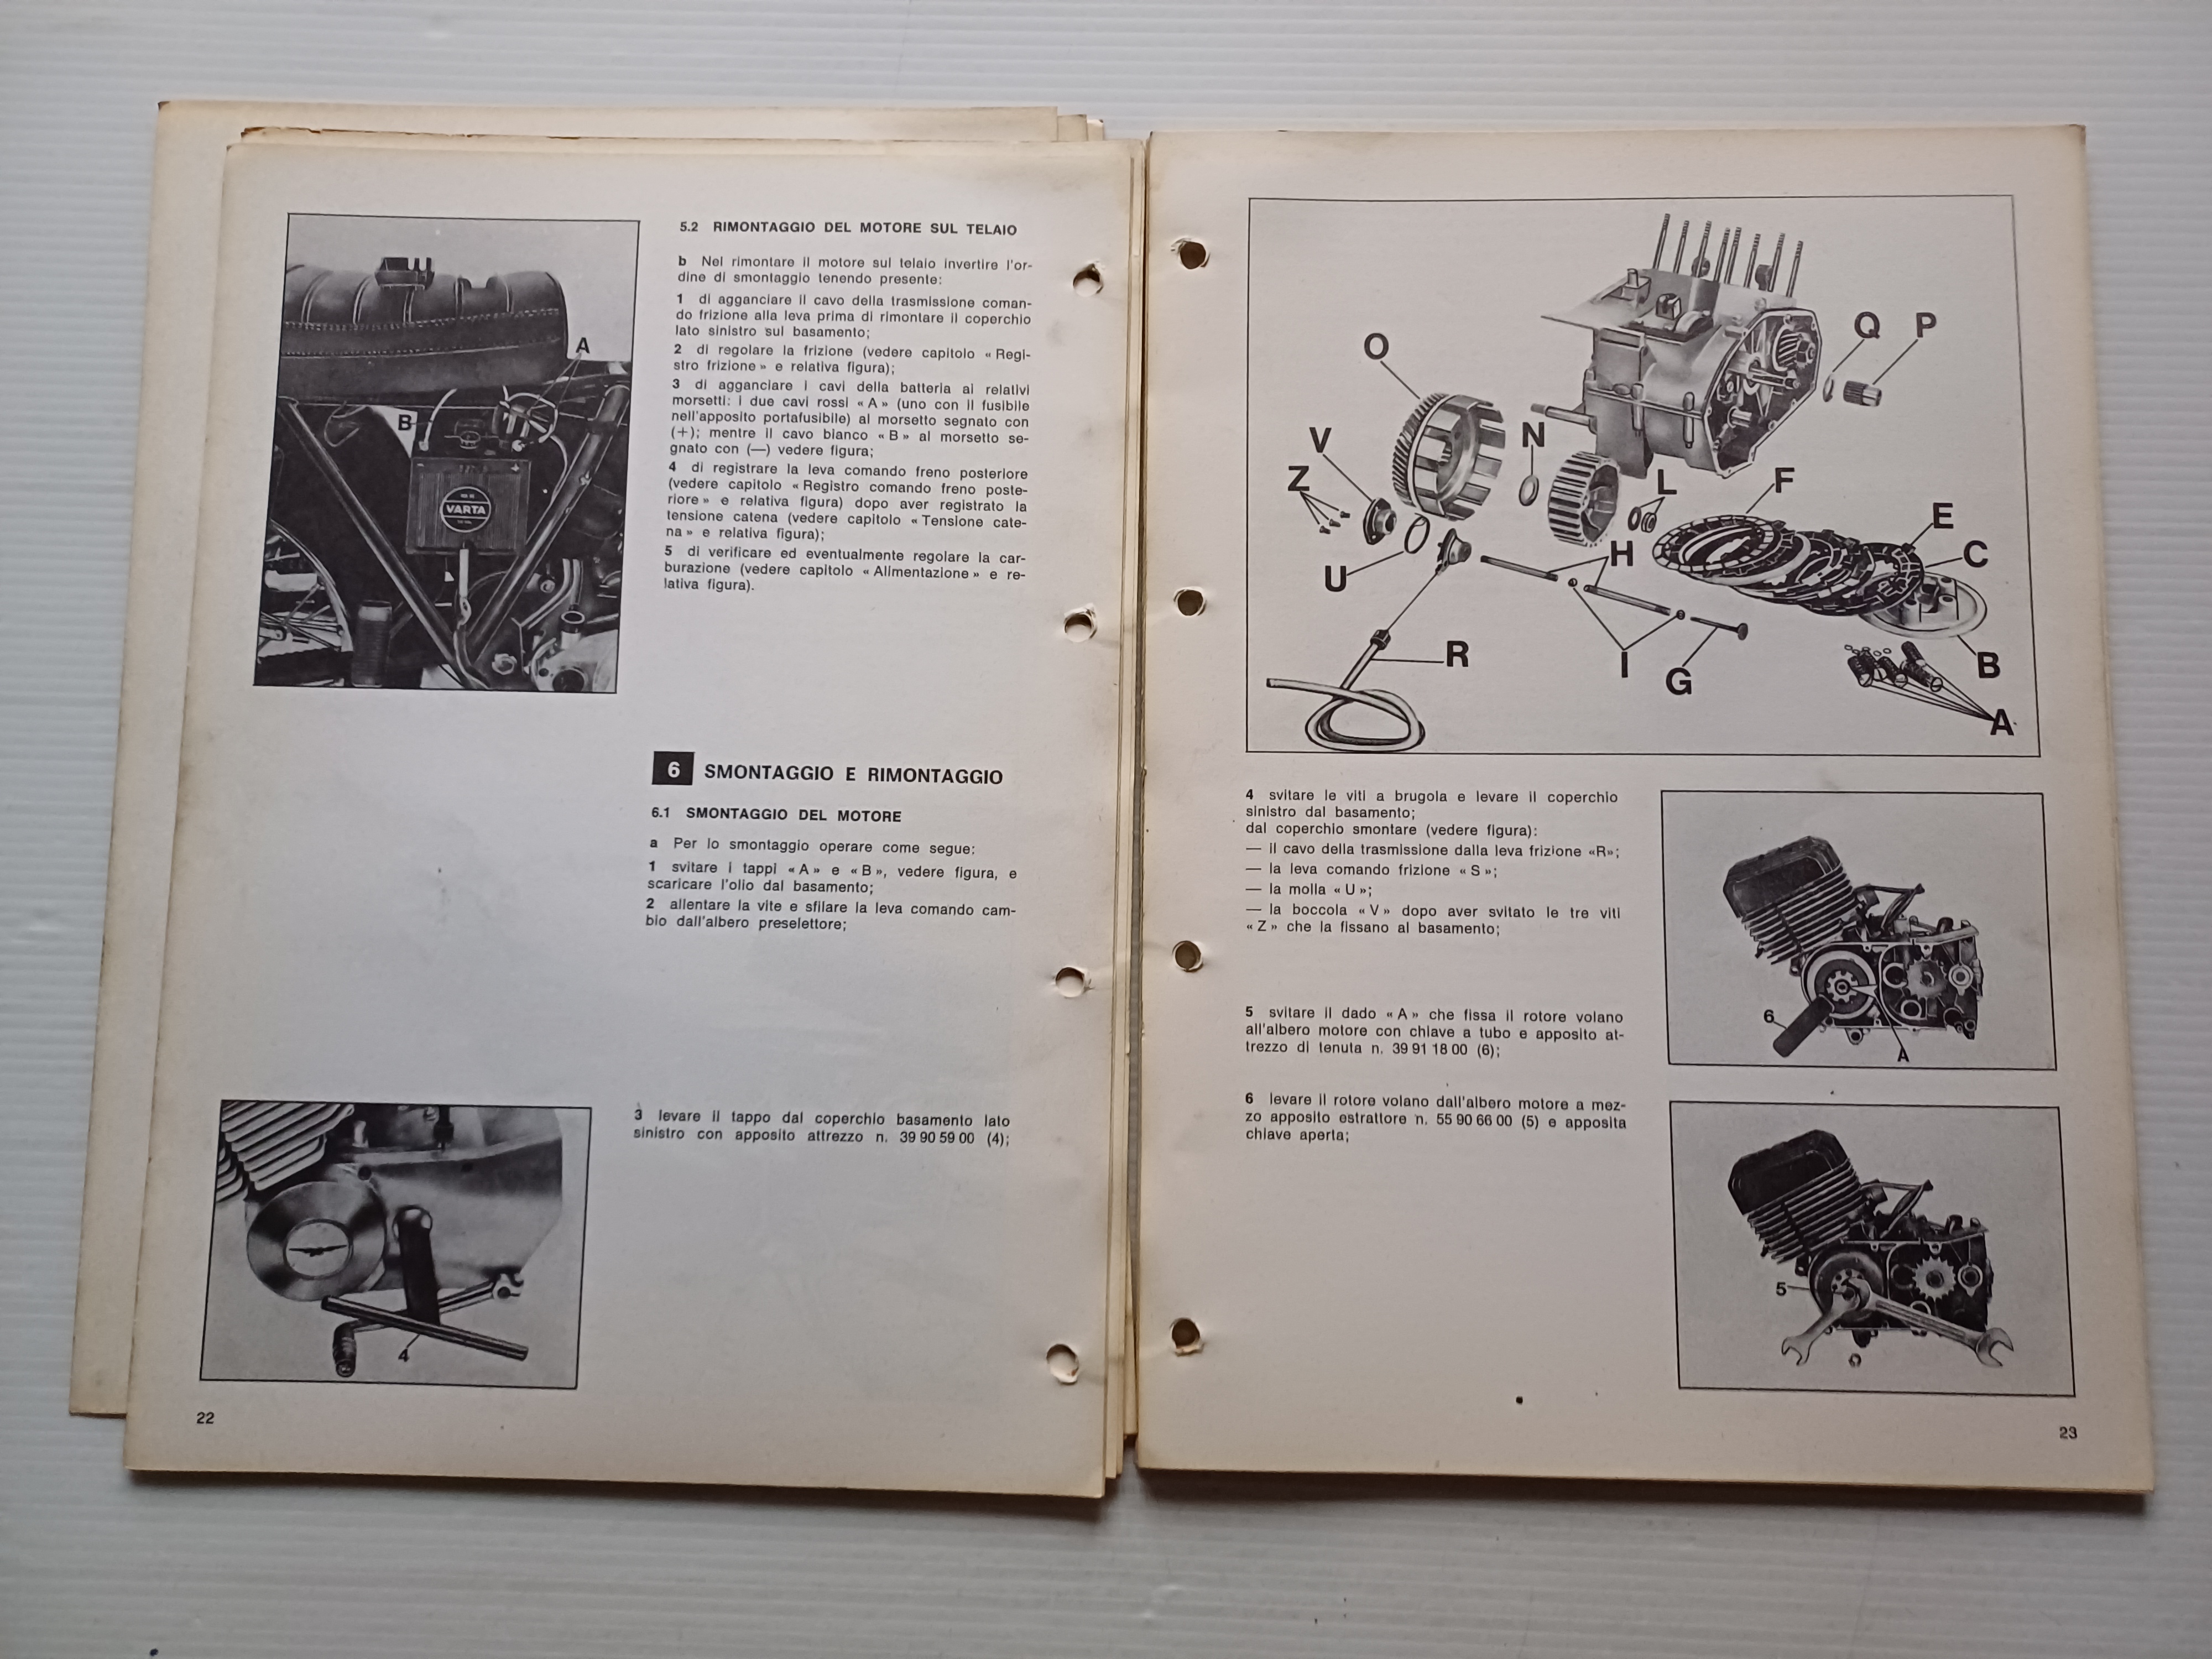 5.2 RIMONTAGGIO DEL MOTORE SUL TELAIO
b Nel rimontare il motore sul telaio invertire l'or-
dine di smontaggio tenendo presente:
1 di agganciare il cavo della trasmissione coman-
do frizione alla leva prima di rimontare il coperchio
lato sinistro sul basamento;
2 di regolare la frizione (vedere capitolo « Regi-
stro frizione » e relativa figura);
3 di agganciare i cavi della batteria ai relativi
morsetti: i due cavi rossi « A » (uno con il fusibile
nell'apposito portafusibile) al morsetto segnato con
(+); mentre il cavo bianco « B » al morsetto se-
gnato con (—) vedere figura;
4 di registrare la leva comando freno posteriore
(vedere capitolo « Registro comando freno poste-
riore » e relativa figura) dopo aver registrato la
tensione catena (vedere capitolo « Tensione cate-
na » e relativa figura);
5 di verificare ed eventualmente regolare la car-
burazione (vedere capitolo « Alimentazione » e re-
lativa figura).
A
B
VARTA
6 SMONTAGGIO E RIMONTAGGIO
6.1 SMONTAGGIO DEL MOTORE
a Per lo smontaggio operare come segue:
1 svitare i tappi « A » e « B », vedere figura, e
scaricare l'olio dal basamento;
2 allentare la vite e sfilare la leva comando cam-
bio dall'albero preselettore;
3 levare il tappo dal coperchio basamento lato
sinistro con apposito attrezzo n. 39 90 59 00 (4);
4
22
O
Q
P
V
N
Z
L
F
E
C
U
H
R
I
G
B
A
4 svitare le viti a brugola e levare il coperchio
sinistro dal basamento;
dal coperchio smontare (vedere figura):
— il cavo della trasmissione dalla leva frizione «R»;
— la leva comando frizione « S »;
— la molla « U »;
— la boccola « V » dopo aver svitato le tre viti
« Z » che la fissano al basamento;
5 svitare il dado « A » che fissa il rotore volano
all'albero motore con chiave a tubo e apposito at-
trezzo di tenuta n. 39 91 18 00 (6);
6
A
6 levare il rotore volano dall'albero motore a mez-
zo apposito estrattore n. 55 90 66 00 (5) e apposita
chiave aperta;
5
23